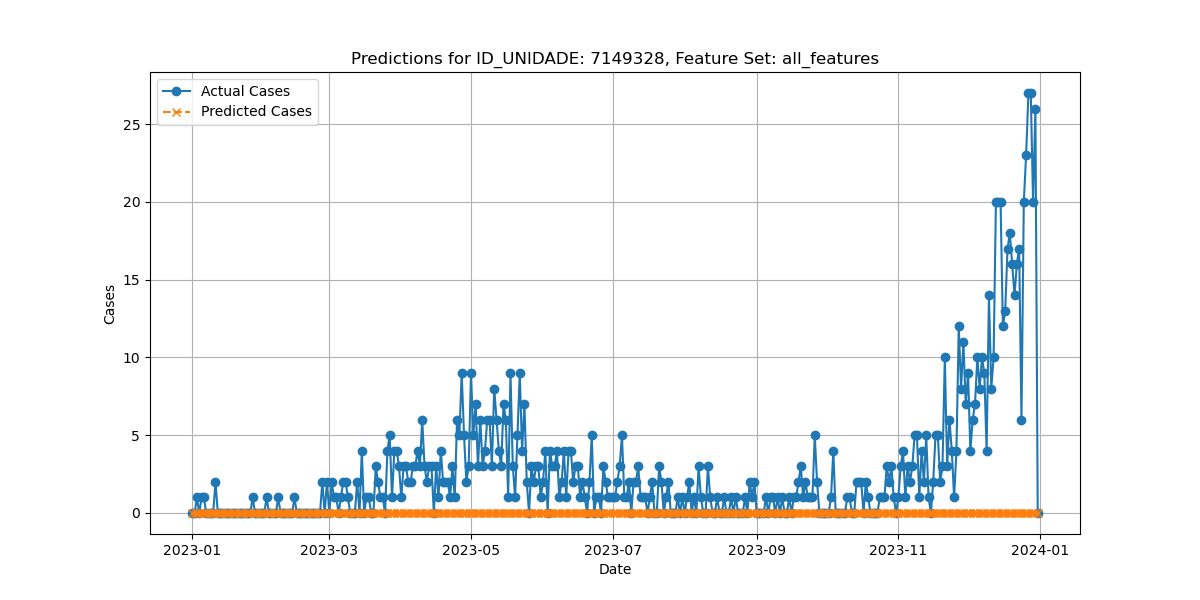 Predictions for ID_UNIDADE: 7149328, Feature Set: all_features
Actual Cases
Predicted Cases
25
20
15
10
5
0
Cases
2023-01 2023-03 2023-05 2023-07 2023-09 2023-11 2024-01
Date